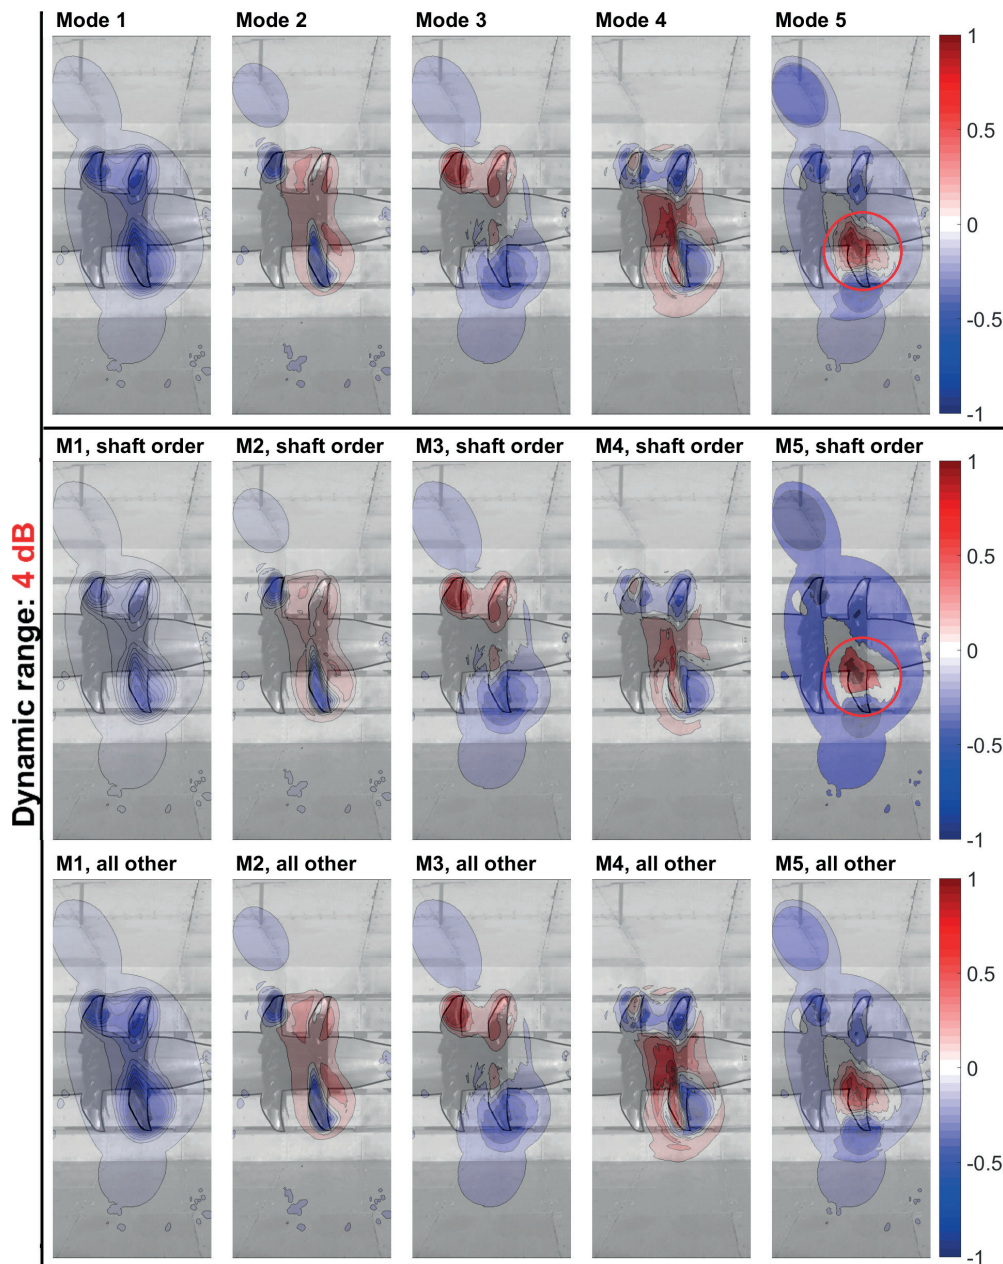 Dynamic range: 4 dB
Mode 1
Mode 2
Mode 3
Mode 4
Mode 5
1
0.5
0
-0.5
-1
M1, shaft order
M2, shaft order
M3, shaft order
M4, shaft order
M5, shaft order
1
0.5
0
-0.5
-1
M1, all other
M2, all other
M3, all other
M4, all other
M5, all other
1
0.5
0
-0.5
-1